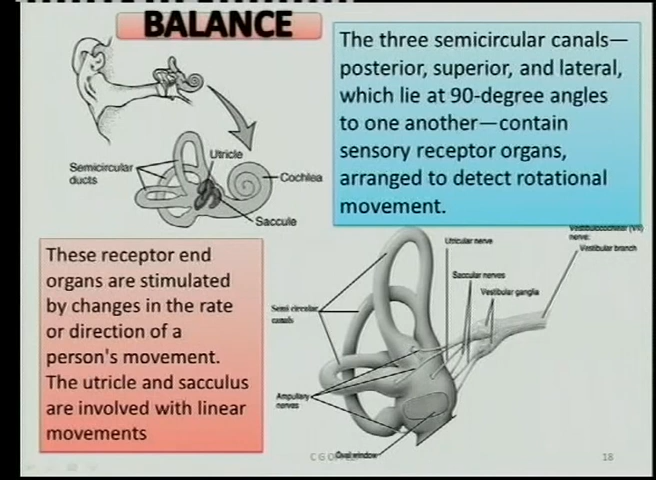 BALANCE
The three semicircular canals—
posterior, superior, and lateral,
which lie at 90-degree angles
to one another—contain
sensory receptor organs,
arranged to detect rotational
movement.
Utricle
Semicircular
ducts
Cochlea
Saccule
These receptor end
organs are stimulated
by changes in the rate
or direction of a
person's movement.
The utricle and sacculus
are involved with linear
movements
Utricular nerve
nerve:
Vestibular branch
Saccular nerves
Vestibular ganglia
Semi circular
canals
Ampullary
nerves
Oval window
18